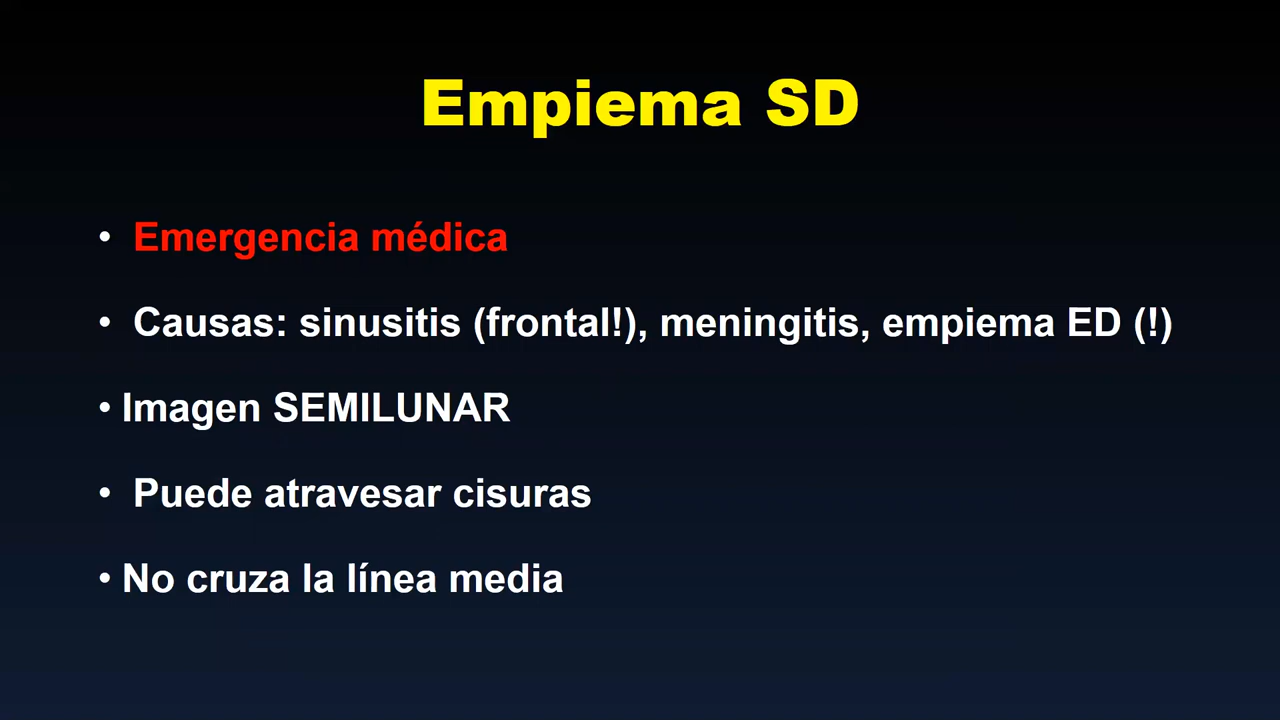 Empiema SD
• Emergencia médica
• Causas: sinusitis (frontal!), meningitis, empiema ED (!)
• Imagen SEMILUNAR
• Puede atravesar cisuras
• No cruza la línea media